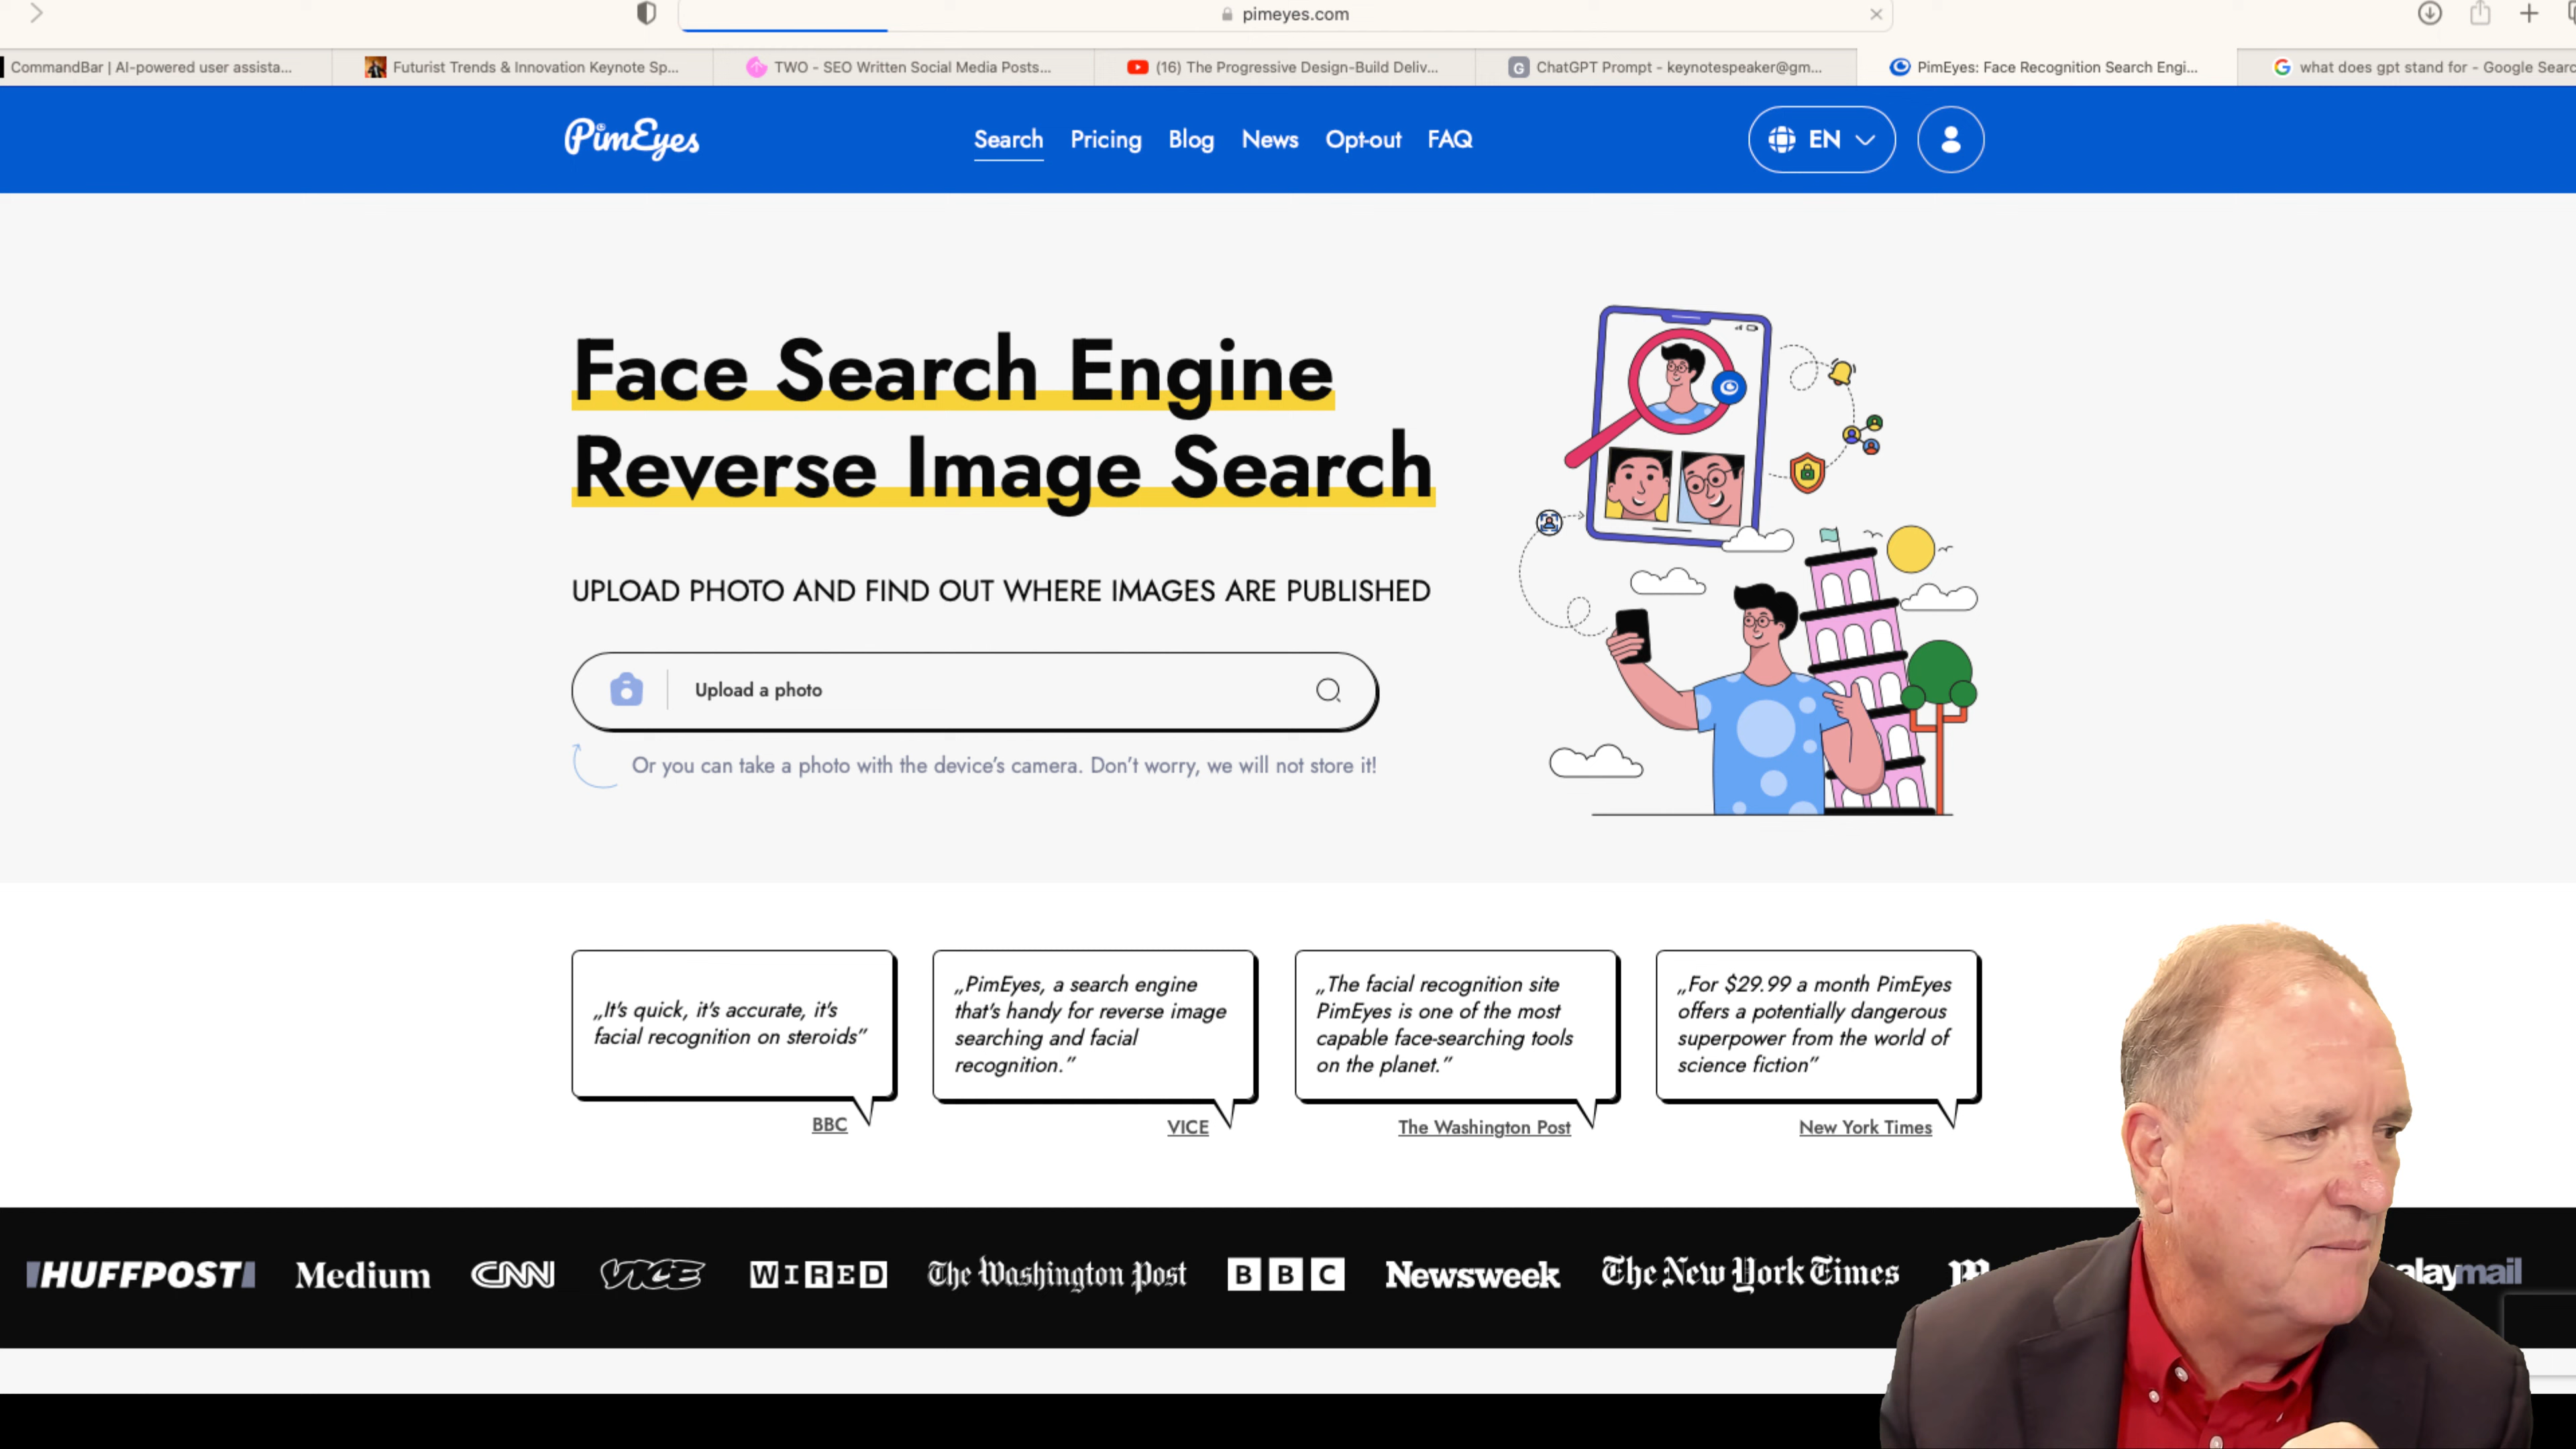 pimeyes.com
CommandBar | AI-powered user assista...
Futurist Trends & Innovation Keynote Sp...
TWO - SEO Written Social Media Posts...
(16) The Progressive Design-Build Deliv...
G ChatGPT Prompt - keynotespeaker@gm...
PimEyes: Face Recognition Search Engi...
what does gpt stand for - Google Searc
PimEyes
Search
Pricing
Blog
News
Opt-out
FAQ
EN
Face Search Engine
Reverse Image Search
UPLOAD PHOTO AND FIND OUT WHERE IMAGES ARE PUBLISHED
Upload a photo
Or you can take a photo with the device's camera. Don't worry, we will not store it!
„It's quick, it's accurate, it's
facial recognition on steroids”
BBC
„PimEyes, a search engine
that's handy for reverse image
searching and facial
recognition.”
VICE
„The facial recognition site
PimEyes is one of the most
capable face-searching tools
on the planet.”
The Washington Post
„For $29.99 a month PimEyes
offers a potentially dangerous
superpower from the world of
science fiction”
New York Times
HUFFPOST
Medium
CNN
VICE
WIRED
The Washington Post
BBC
Newsweek
The New York Times
alaymail